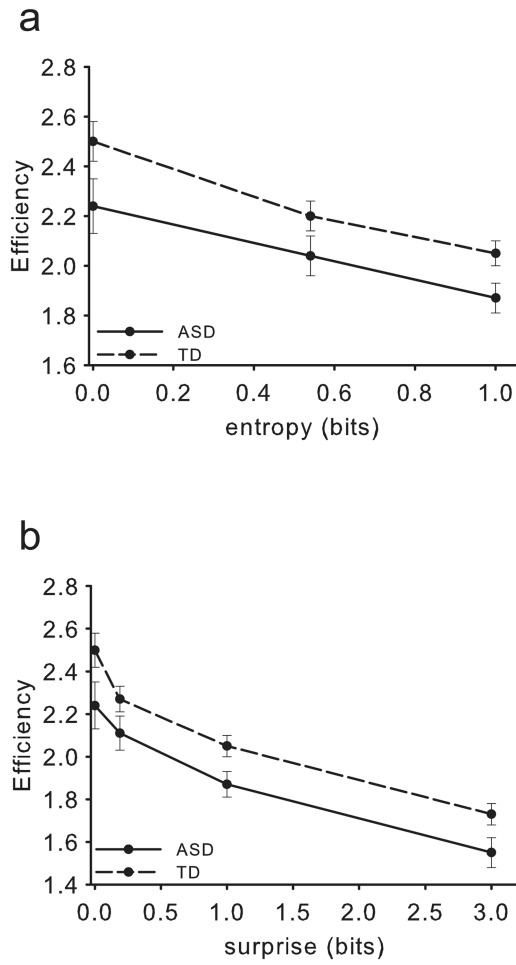 a
2.8
2.6
2.4
2.2
2.0
1.8
1.6
Efficiency
ASD
TD
0.0 0.2 0.4 0.6 0.8 1.0
entropy (bits)
b
2.8
2.6
2.4
2.2
2.0
1.8
1.6
1.4
Efficiency
ASD
TD
0.0 0.5 1.0 1.5 2.0 2.5 3.0
surprise (bits)